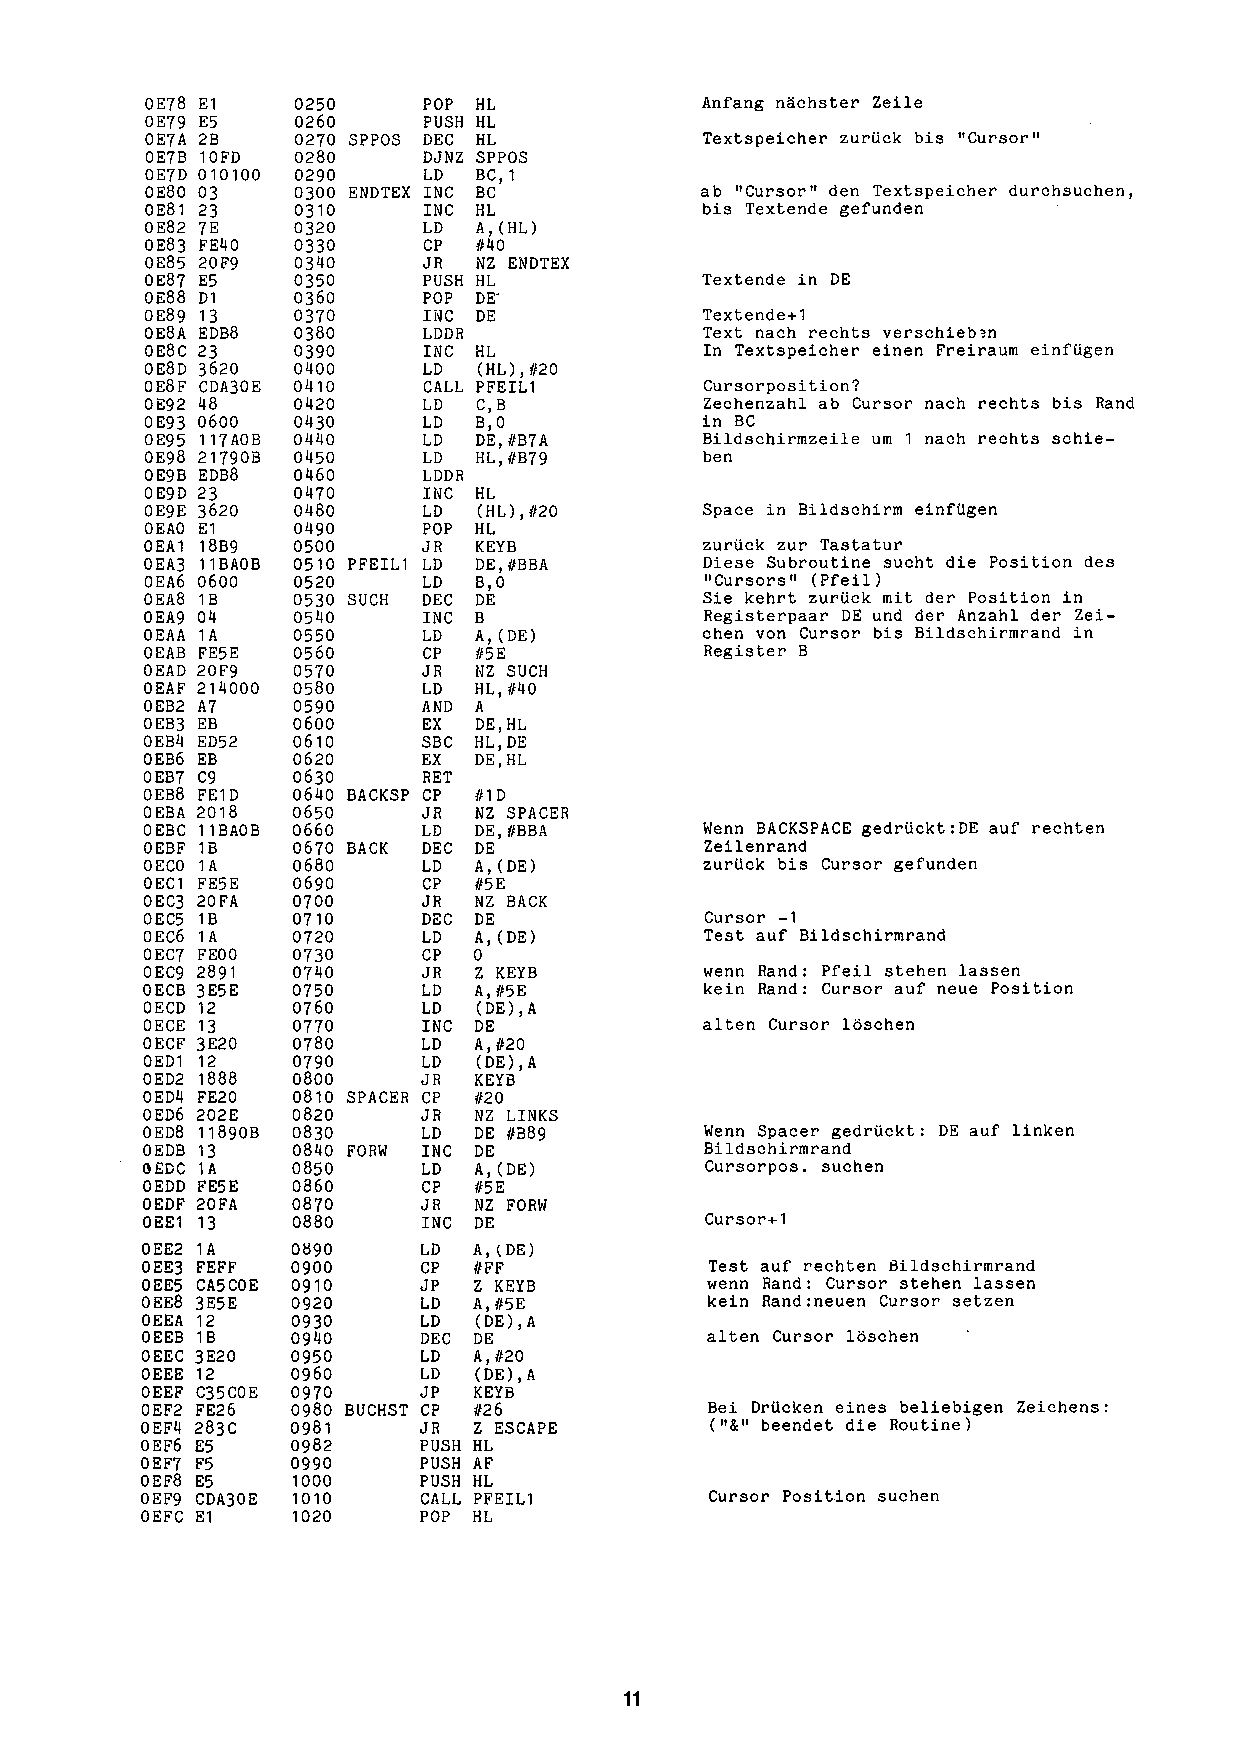 0E78 E1      0250        POP  HL                    Anfang nächster Zeile
0E79 E5      0260        PUSH HL
0E7A 2B      0270 SPPOS  DEC  HL                    Textspeicher zurück bis "Cursor"
0E7B 10FD    0280        DJNZ SPPOS
0E7D 010100  0290        LD   BC,1
0E80 03      0300 ENDTEX INC  BC                    ab "Cursor" den Textspeicher durchsuchen,
0E81 23      0310        INC  HL                    bis Textende gefunden
0E82 7E      0320        LD   A,(HL)
0E83 FE40    0330        CP   #40
0E85 20F9    0340        JR   NZ ENDTEX
0E87 E5      0350        PUSH HL                    Textende in DE
0E88 D1      0360        POP  DE
0E89 13      0370        INC  DE                    Textende+1
0E8A EDB8    0380        LDDR                       Text nach rechts verschieben
0E8C 23      0390        INC  HL                    In Textspeicher einen Freiraum einfügen
0E8D 3620    0400        LD   (HL),#20
0E8F CDA30E  0410        CALL PFEIL1                Cursorposition?
0E92 48      0420        LD   C,B                   Zechenzahl ab Cursor nach rechts bis Rand
0E93 0600    0430        LD   B,0                   in BC
0E95 117A0B  0440        LD   DE,#B7A               Bildschirmzeile um 1 nach rechts schie-
0E98 21790B  0450        LD   HL,#B79               ben
0E9B EDB8    0460        LDDR
0E9D 23      0470        INC  HL
0E9E 3620    0480        LD   (HL),#20              Space in Bildschirm einfügen
0EA0 E1      0490        POP  HL
0EA1 18B9    0500        JR   KEYB                  zurück zur Tastatur
0EA3 11BA0B  0510 PFEIL1 LD   DE,#BBA               Diese Subroutine sucht die Position des
0EA6 0600    0520        LD   B,0                   "Cursors" (Pfeil)
0EA8 1B      0530 SUCH   DEC  DE                    Sie kehrt zurück mit der Position in
0EA9 04      0540        INC  B                     Registerpaar DE und der Anzahl der Zei-
0EAA 1A      0550        LD   A,(DE)                chen von Cursor bis Bildschirmrand in
0EAB FE5E    0560        CP   #5E                   Register B
0EAD 20F9    0570        JR   NZ SUCH
0EAF 214000  0580        LD   HL,#40
0EB2 A7      0590        AND  A
0EB3 EB      0600        EX   DE,HL
0EB4 ED52    0610        SBC  HL,DE
0EB6 EB      0620        EX   DE,HL
0EB7 C9      0630        RET
0EB8 FE1D    0640 BACKSP CP   #1D
0EBA 2018    0650        JR   NZ SPACER
0EBC 11BA0B  0660        LD   DE,#BBA               Wenn BACKSPACE gedrückt:DE auf rechten
0EBF 1B      0670 BACK   DEC  DE                    Zeilenrand
0EC0 1A      0680        LD   A,(DE)                zurück bis Cursor gefunden
0EC1 FE5E    0690        CP   #5E
0EC3 20FA    0700        JR   NZ BACK
0EC5 1B      0710        DEC  DE                    Cursor -1
0EC6 1A      0720        LD   A,(DE)                Test auf Bildschirmrand
0EC7 FE00    0730        CP   0
0EC9 2891    0740        JR   Z KEYB                wenn Rand: Pfeil stehen lassen
0ECB 3E5E    0750        LD   A,#5E                 kein Rand: Cursor auf neue Position
0ECD 12      0760        LD   (DE),A
0ECE 13      0770        INC  DE                    alten Cursor löschen
0ECF 3E20    0780        LD   A,#20
0ED1 12      0790        LD   (DE),A
0ED2 1888    0800        JR   KEYB
0ED4 FE20    0810 SPACER CP   #20
0ED6 202E    0820        JR   NZ LINKS
0ED8 11890B  0830        LD   DE #B89               Wenn Spacer gedrückt: DE auf linken
0EDB 13      0840 FORW   INC  DE                    Bildschirmrand
0EDC 1A      0850        LD   A,(DE)                Cursorpos. suchen
0EDD FE5E    0860        CP   #5E
0EDF 20FA    0870        JR   NZ FORW
0EE1 13      0880        INC  DE                    Cursor+1
0EE2 1A      0890        LD   A,(DE)
0EE3 FEFF    0900        CP   #FF                   Test auf rechten Bildschirmrand
0EE5 CA5C0E  0910        JP   Z KEYB                wenn Rand: Cursor stehen lassen
0EE8 3E5E    0920        LD   A,#5E                 kein Rand:neuen Cursor setzen
0EEA 12      0930        LD   (DE),A
0EEB 1B      0940        DEC  DE                    alten Cursor löschen
0EEC 3E20    0950        LD   A,#20
0EEE 12      0960        LD   (DE),A
0EEF C35C0E  0970        JP   KEYB
0EF2 FE26    0980 BUCHST CP   #26                   Bei Drücken eines beliebigen Zeichens:
0EF4 283C    0981        JR   Z ESCAPE              ("&" beendet die Routine)
0EF6 E5      0982        PUSH HL
0EF7 F5      0990        PUSH AF
0EF8 E5      1000        PUSH HL
0EF9 CDA30E  1010        CALL PFEIL1                Cursor Position suchen
0EFC E1      1020        POP  HL
11